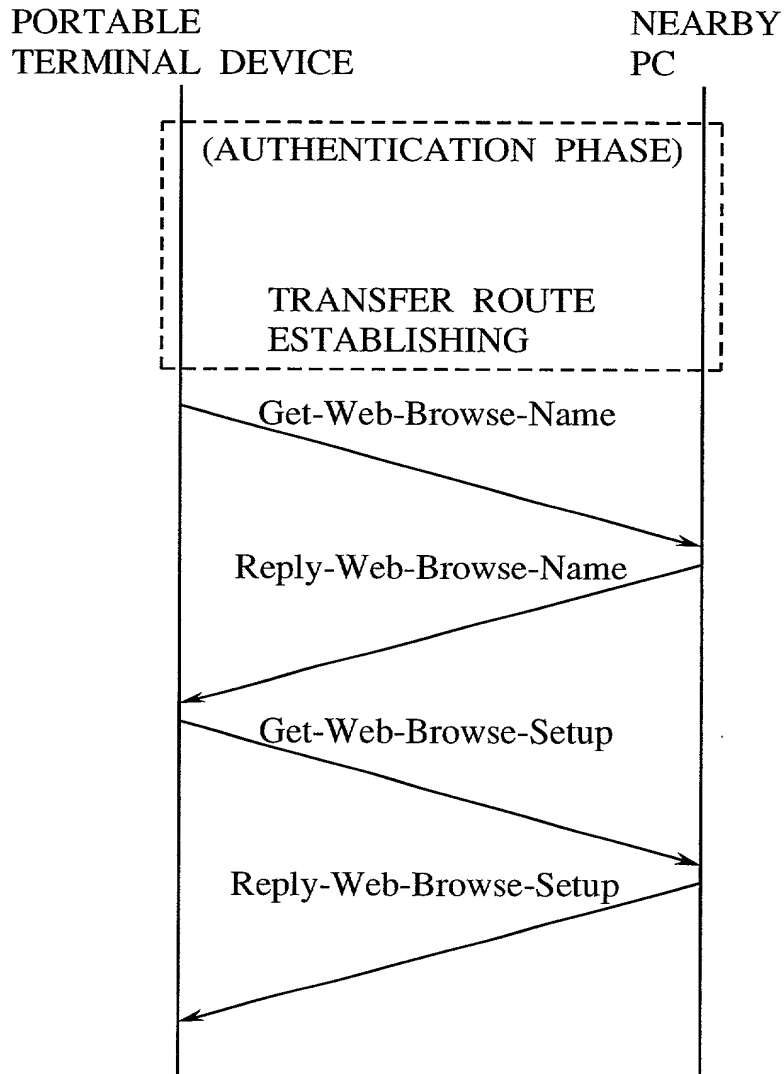 PORTABLE
TERMINAL DEVICE
NEARBY
PC
(AUTHENTICATION PHASE)
TRANSFER ROUTE
ESTABLISHING
Get-Web-Browse-Name
Reply-Web-Browse-Name
Get-Web-Browse-Setup
Reply-Web-Browse-Setup